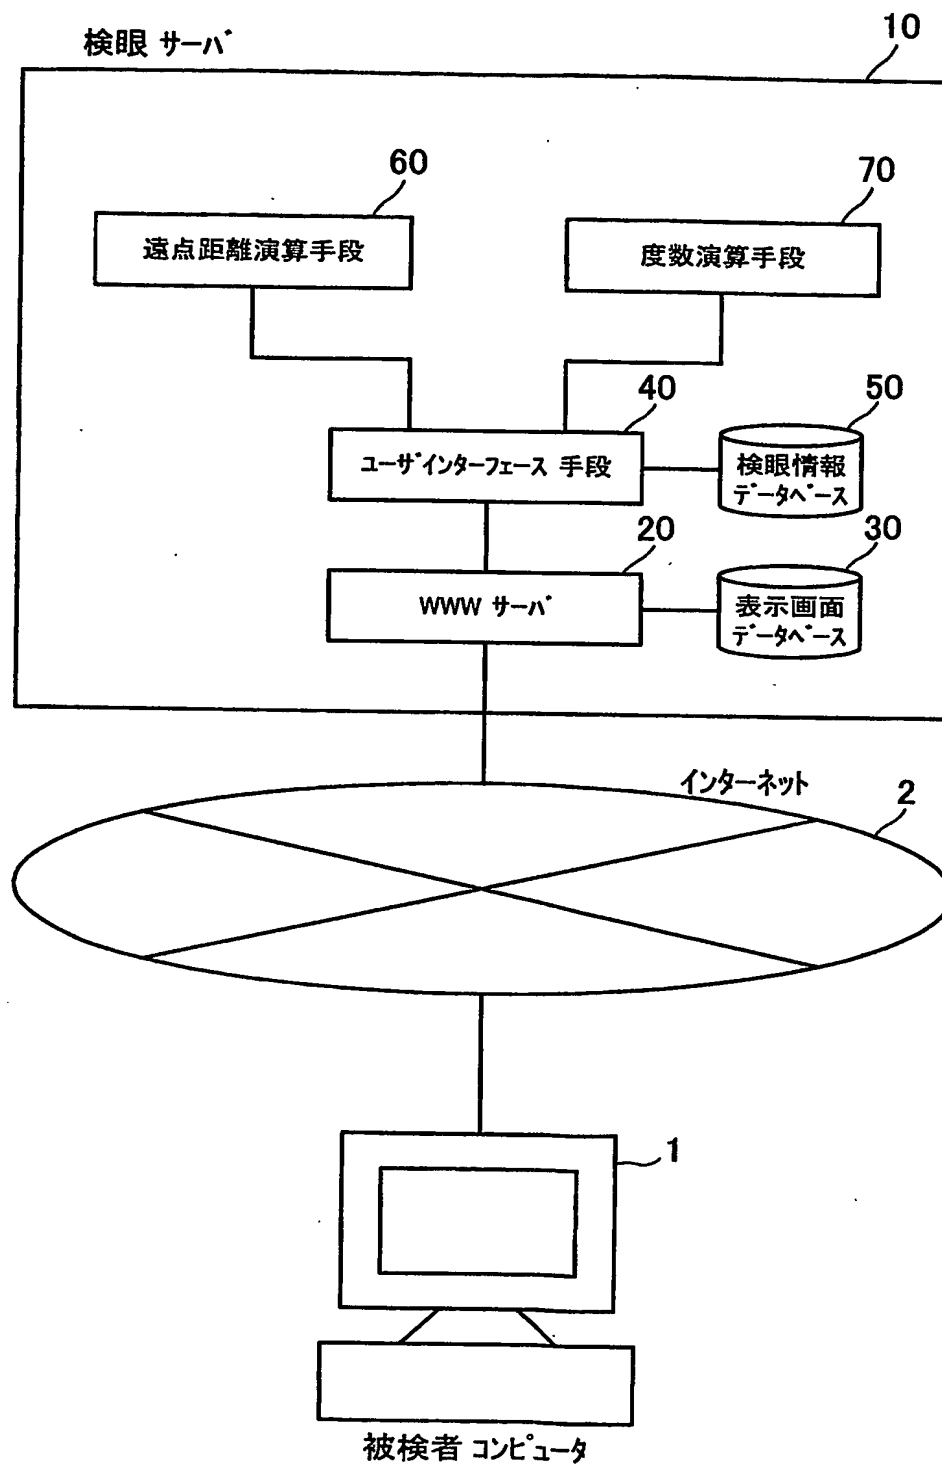 検眼 サーバ
10
60
70
遠点距離演算手段
度数演算手段
40
50
ユーザインターフェース 手段
検眼情報
データベース
20
30
WWW サーバ
表示画面
データベース
インターネット
2
1
被検者 コンピュータ